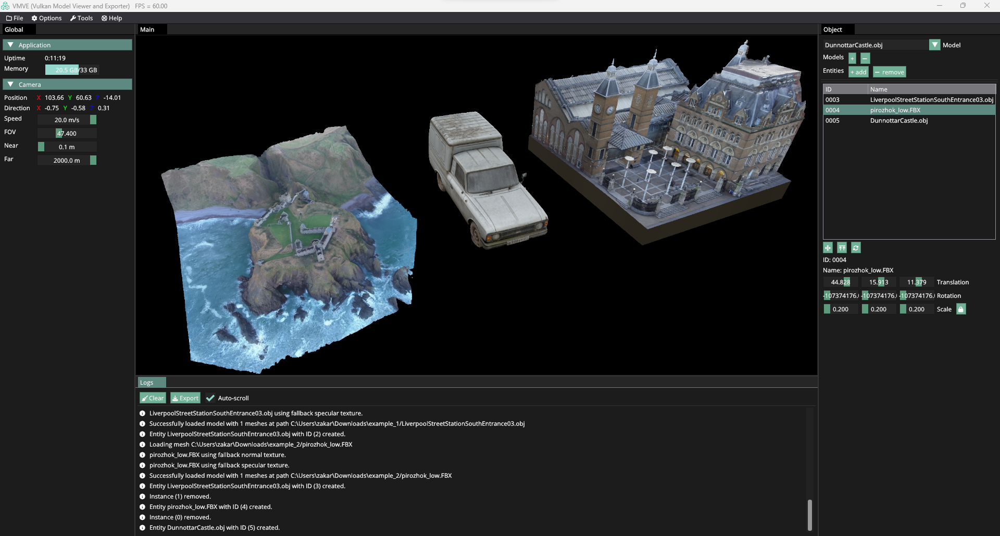 VMVE (Vulkan Model Viewer and Exporter) FPS = 60.00
File Options Tools Help
Global
Application
Uptime 0:11:19
Memory 20.5 GB/33 GB
Camera
Position X 103.66 Y 60.63 Z -14.01
Direction X -0.75 Y -0.58 Z 0.31
Speed 20.0 m/s
FOV 47.400
Near 0.1 m
Far 2000.0 m
Main
Logs
Clear Export Auto-scroll
LiverpoolStreetStationSouthEntrance03.obj using fallback specular texture.
Successfully loaded model with 1 meshes at path C:\Users\zakar\Downloads\example_1/LiverpoolStreetStationSouthEntrance03.obj
Entity LiverpoolStreetStationSouthEntrance03.obj with ID (2) created.
Loading mesh C:\Users\zakar\Downloads\example_2/pirozhok_low.FBX
pirozhok_low.FBX using fallback normal texture.
pirozhok_low.FBX using fallback specular texture.
Successfully loaded model with 1 meshes at path C:\Users\zakar\Downloads\example_2/pirozhok_low.FBX
Entity LiverpoolStreetStationSouthEntrance03.obj with ID (3) created.
Instance (1) removed.
Entity pirozhok_low.FBX with ID (4) created.
Instance (0) removed.
Entity DunnottarCastle.obj with ID (5) created.
Object
DunnottarCastle.obj Model
Models + −
Entities + add − remove
ID Name
0003 LiverpoolStreetStationSouthEntrance03.obj
0004 pirozhok_low.FBX
0005 DunnottarCastle.obj
ID: 0004
Name: pirozhok_low.FBX
44.828 15.913 11.379 Translation
-107374176. -107374176. -107374176. Rotation
0.200 0.200 0.200 Scale